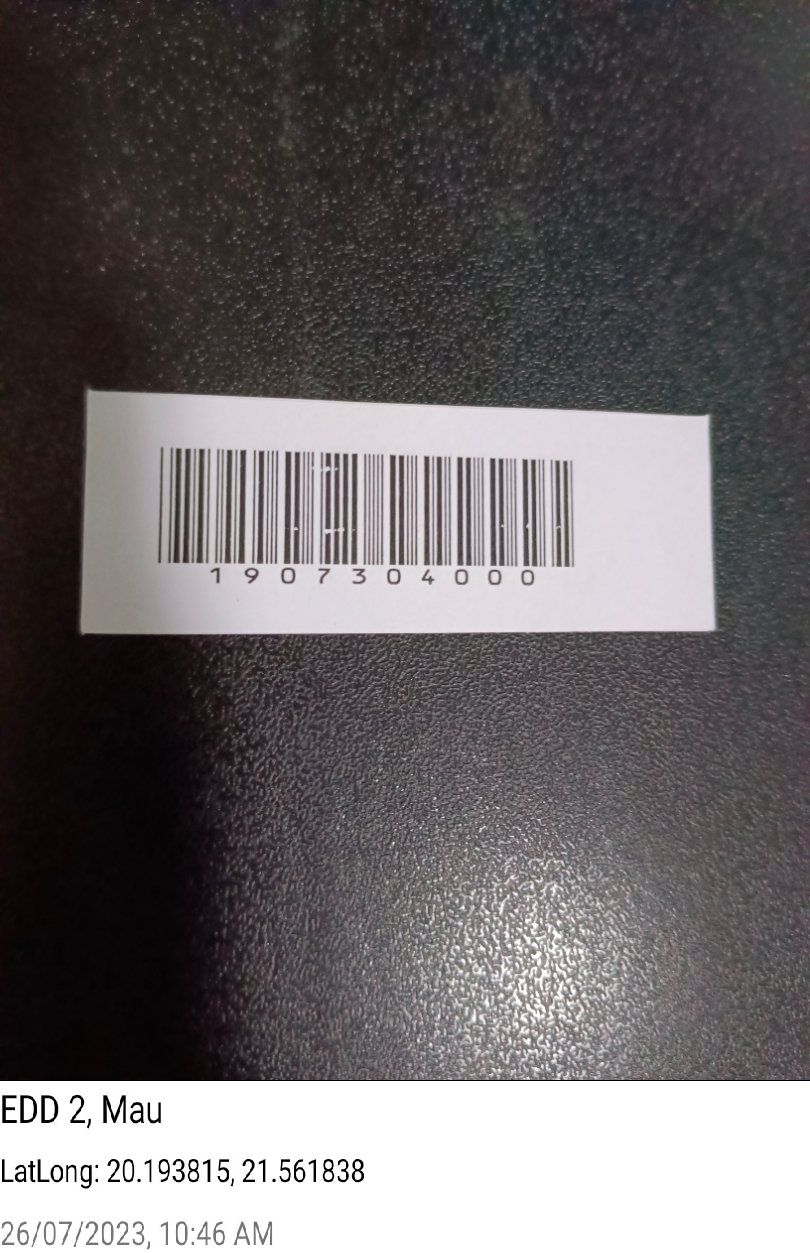 1907304000
EDD 2, Mau
LatLong: 20.193815, 21.561838
26/07/2023, 10:46 AM